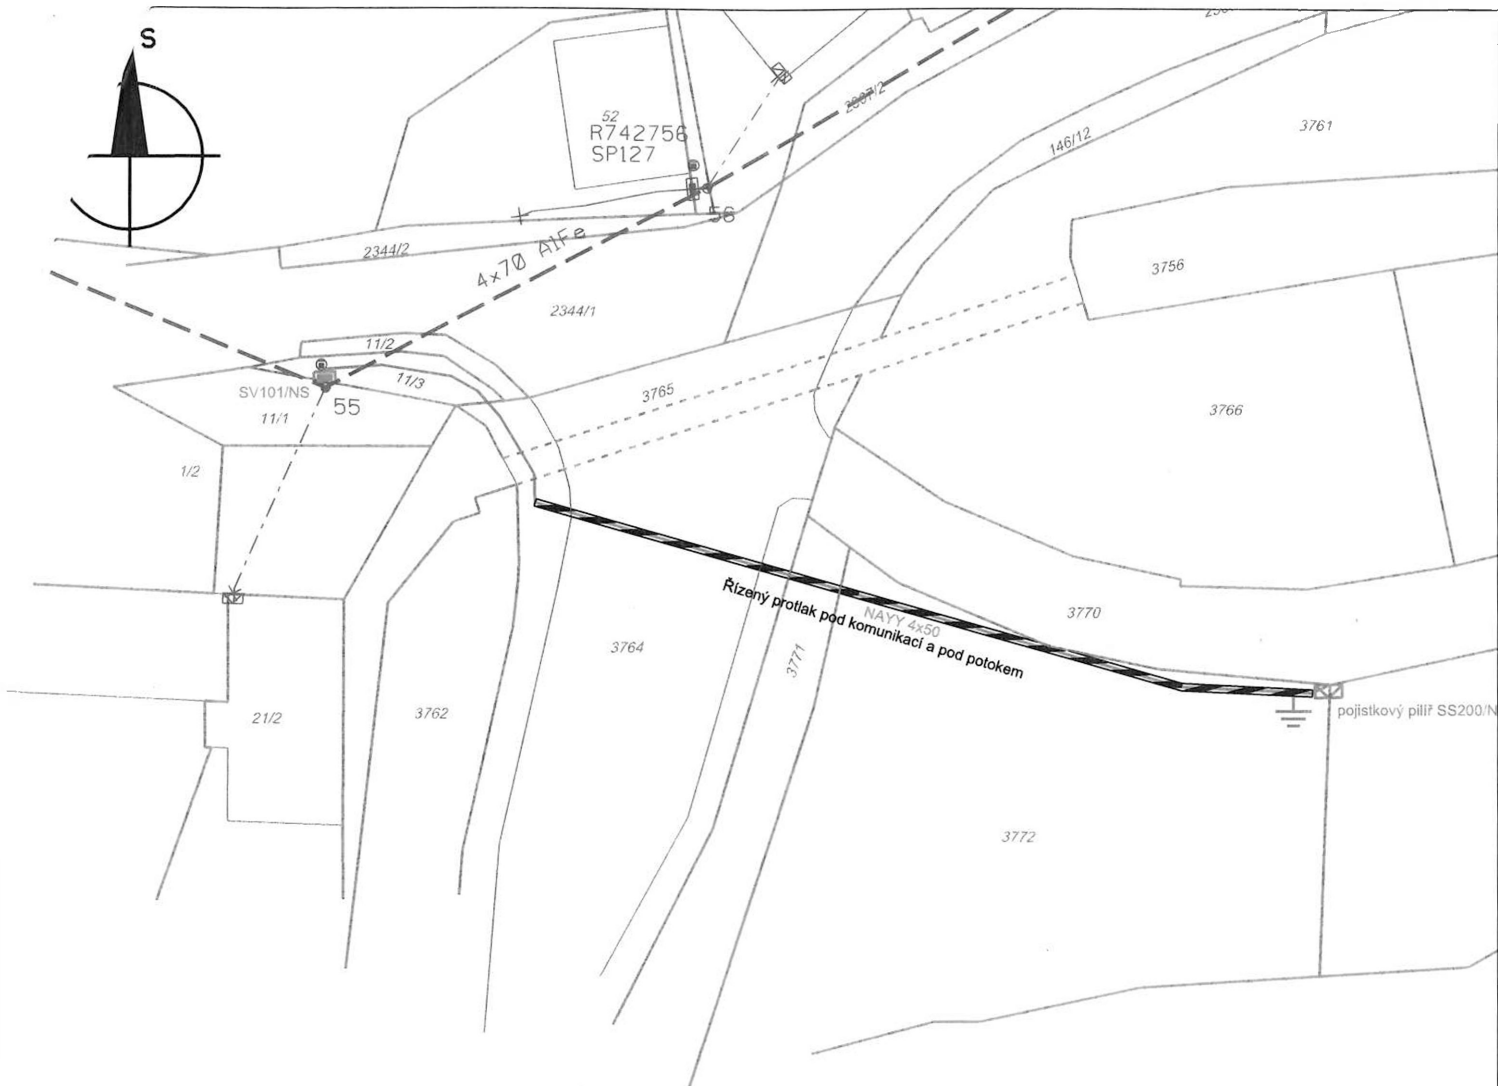 S
52
R742756
SP127
56
2344/2
4x70 AlFe
2344/1
146/12
3761
3756
11/2
11/3
SV101/NS
55
11/1
3765
3766
1/2
NAYY 4x50
Řízený protlak pod komunikací a pod potokem
3770
3764
3771
3762
21/2
pojistkový pilíř SS200/N
3772